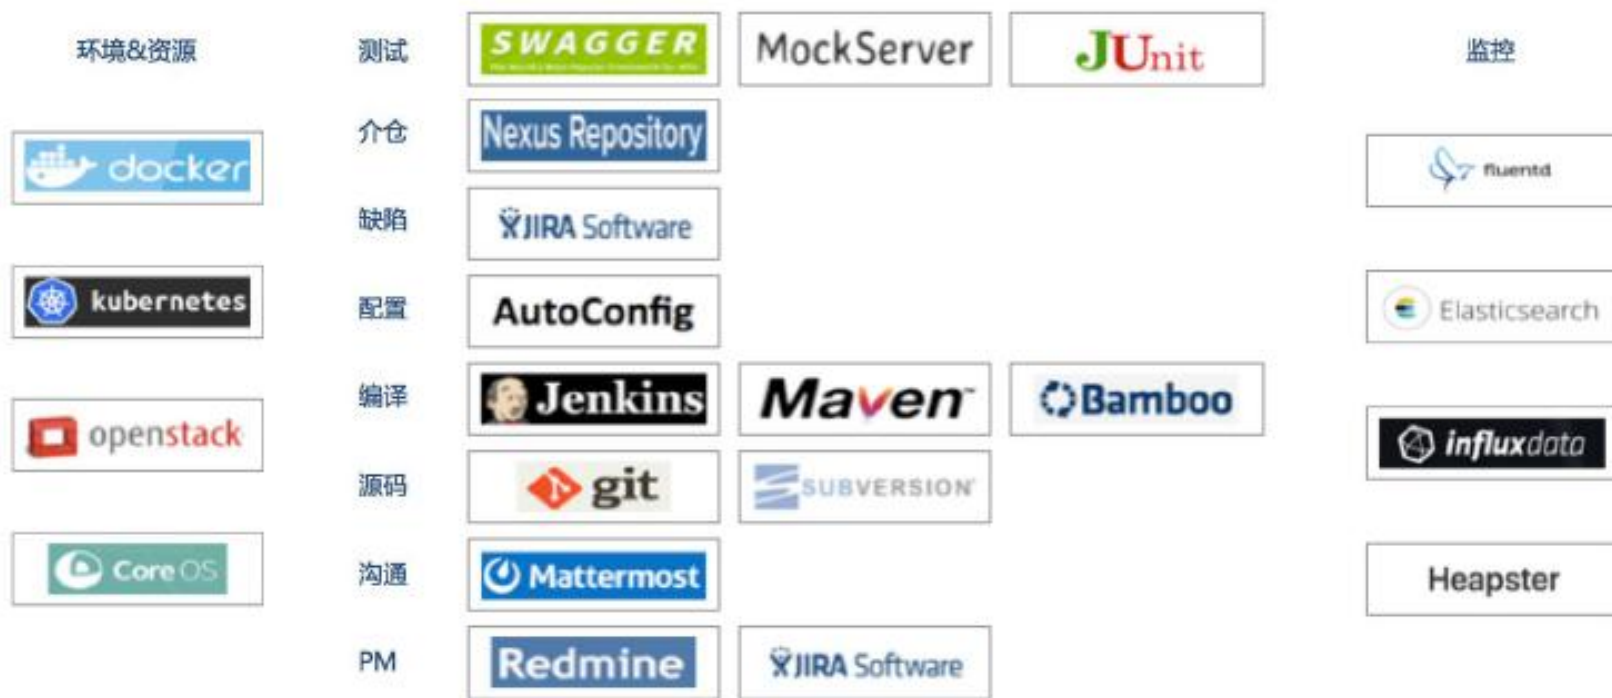 环境&资源
docker
kubernetes
openstack
CoreOS
测试
SWAGGER
MockServer
JUnit
介仓
Nexus Repository
缺陷
JIRA Software
配置
AutoConfig
编译
Jenkins
Maven™
Bamboo
源码
git
SUBVERSION
沟通
Mattermost
PM
Redmine
JIRA Software
监控
fluentd
Elasticsearch
influxdata
Heapster